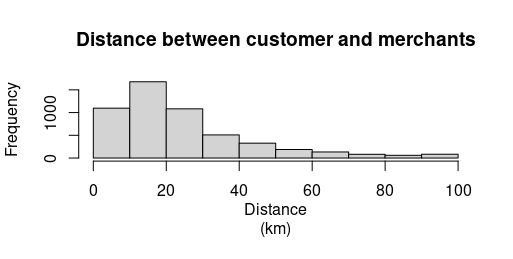 Distance between customer and merchants
Frequency
1000
0
0 20 40 60 80 100
Distance
(km)